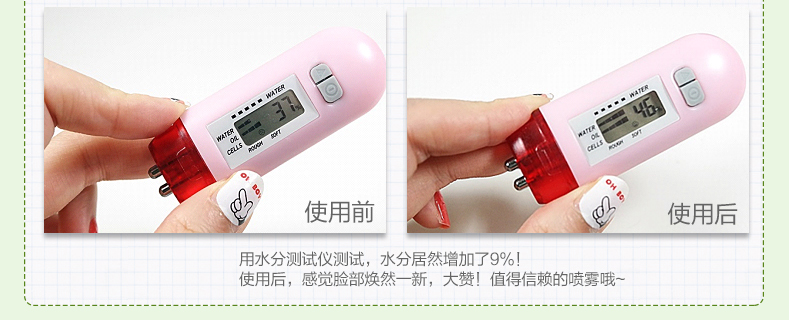 WATER
37%
WATER
OIL
CELLS
ROUGH
SOFT
使用前
WATER
46%
WATER
OIL
CELLS
ROUGH
SOFT
使用后
用水分测试仪测试，水分居然增加了9%！
使用后，感觉脸部焕然一新，大赞！值得信赖的喷雾哦~